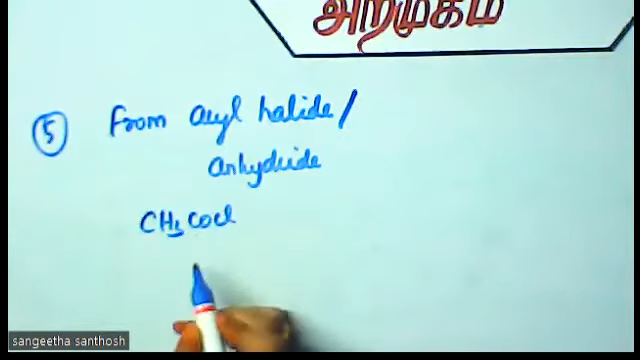 அறிமுகம்
5 From acyl halide/
anhydride
CH3COCl
sangeetha santhosh